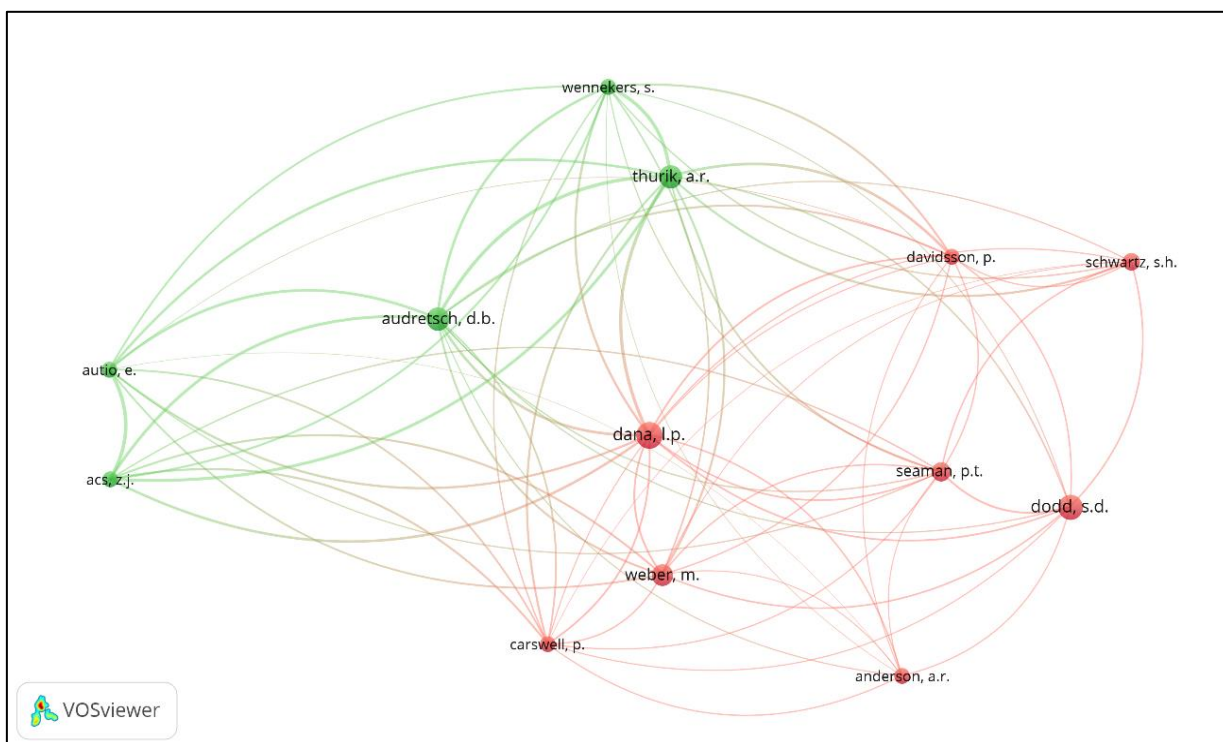 wennekers, s.
thurik, a.r.
davidsson, p.
schwartz, s.h.
audretsch, d.b.
autio, e.
dana, l.p.
seaman, p.t.
acs, z.j.
dodd, s.d.
weber, m.
carswell, p.
anderson, a.r.
VOSviewer